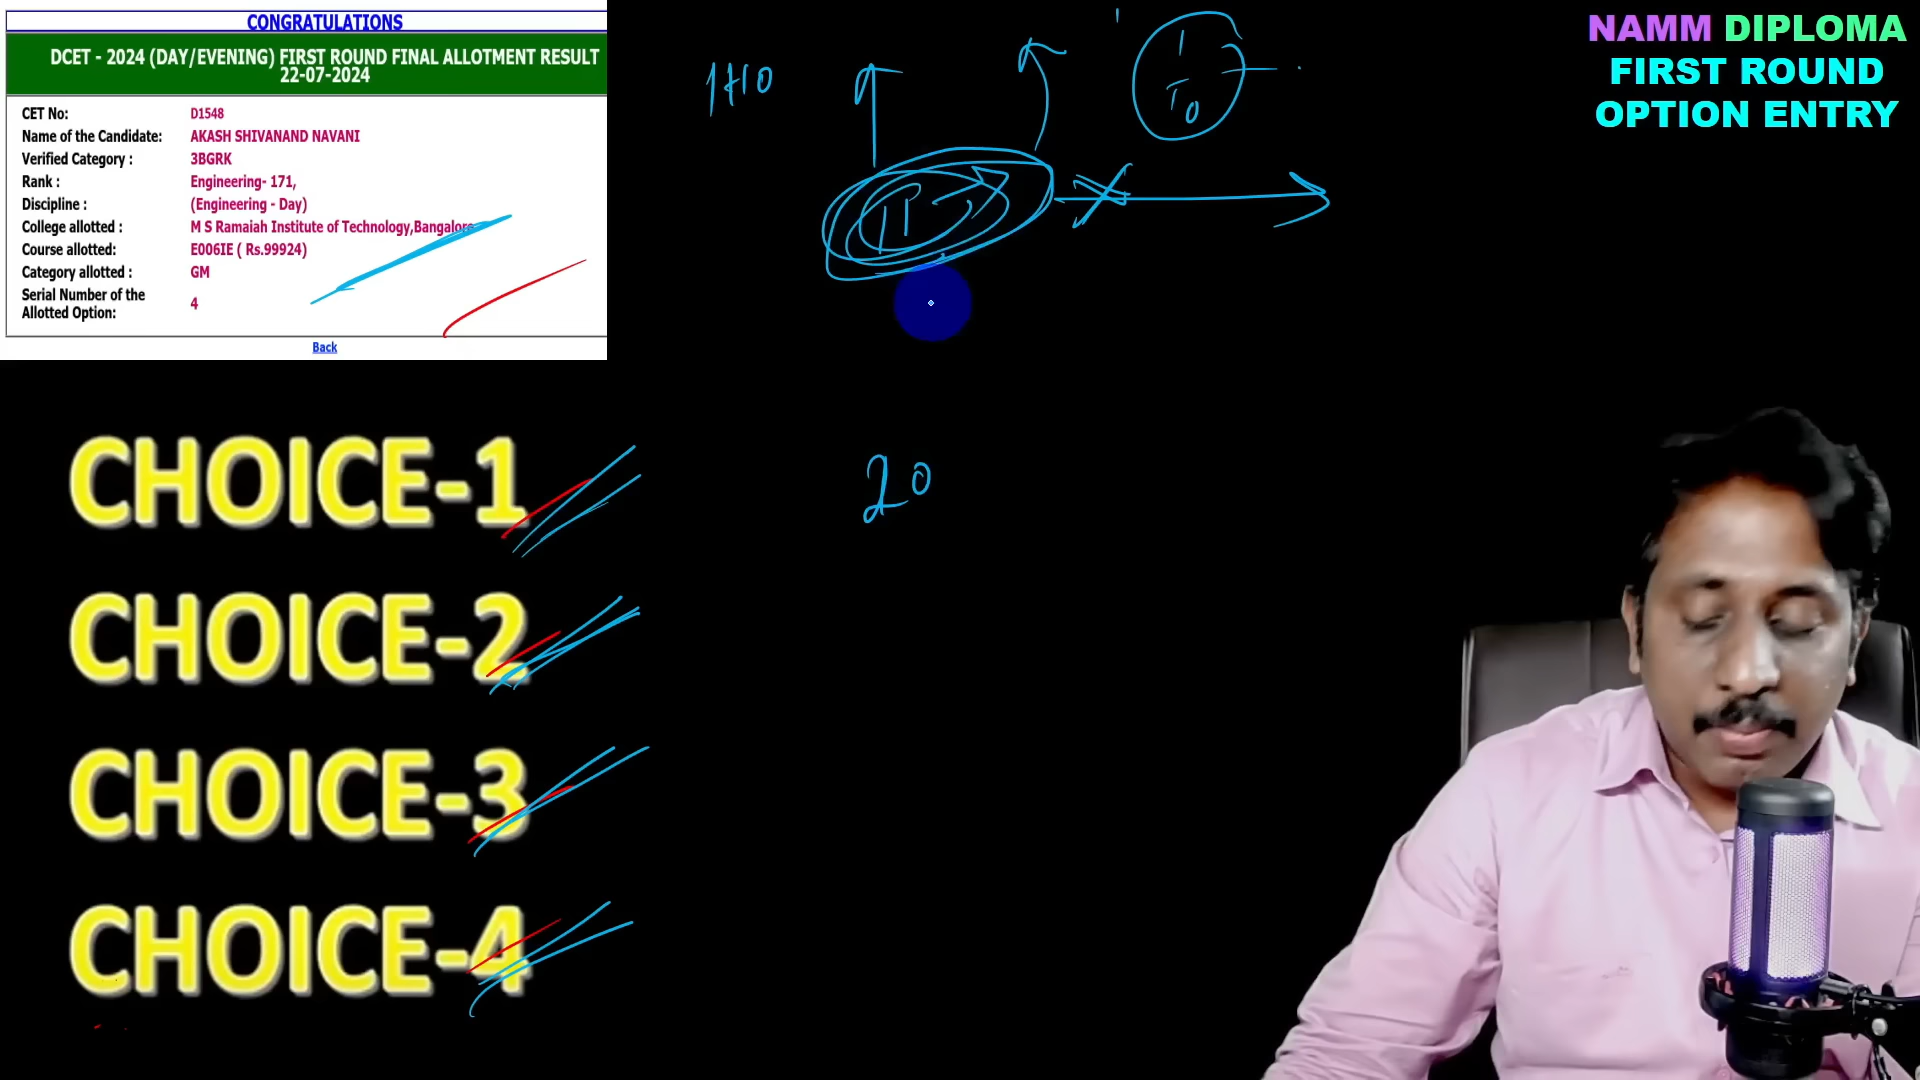 CONGRATULATIONS
DCET - 2024 (DAY/EVENING) FIRST ROUND FINAL ALLOTMENT RESULT
22-07-2024
CET No: D1548
Name of the Candidate: AKASH SHIVANAND NAVANI
Verified Category : 3BGRK
Rank : Engineering- 171,
Discipline : (Engineering - Day)
College allotted : M S Ramaiah Institute of Technology,Bangalore
Course allotted: E006IE ( Rs.99924)
Category allotted : GM
Serial Number of the
Allotted Option: 4
Back
NAMM DIPLOMA
FIRST ROUND
OPTION ENTRY
CHOICE-1
CHOICE-2
CHOICE-3
CHOICE-4
20